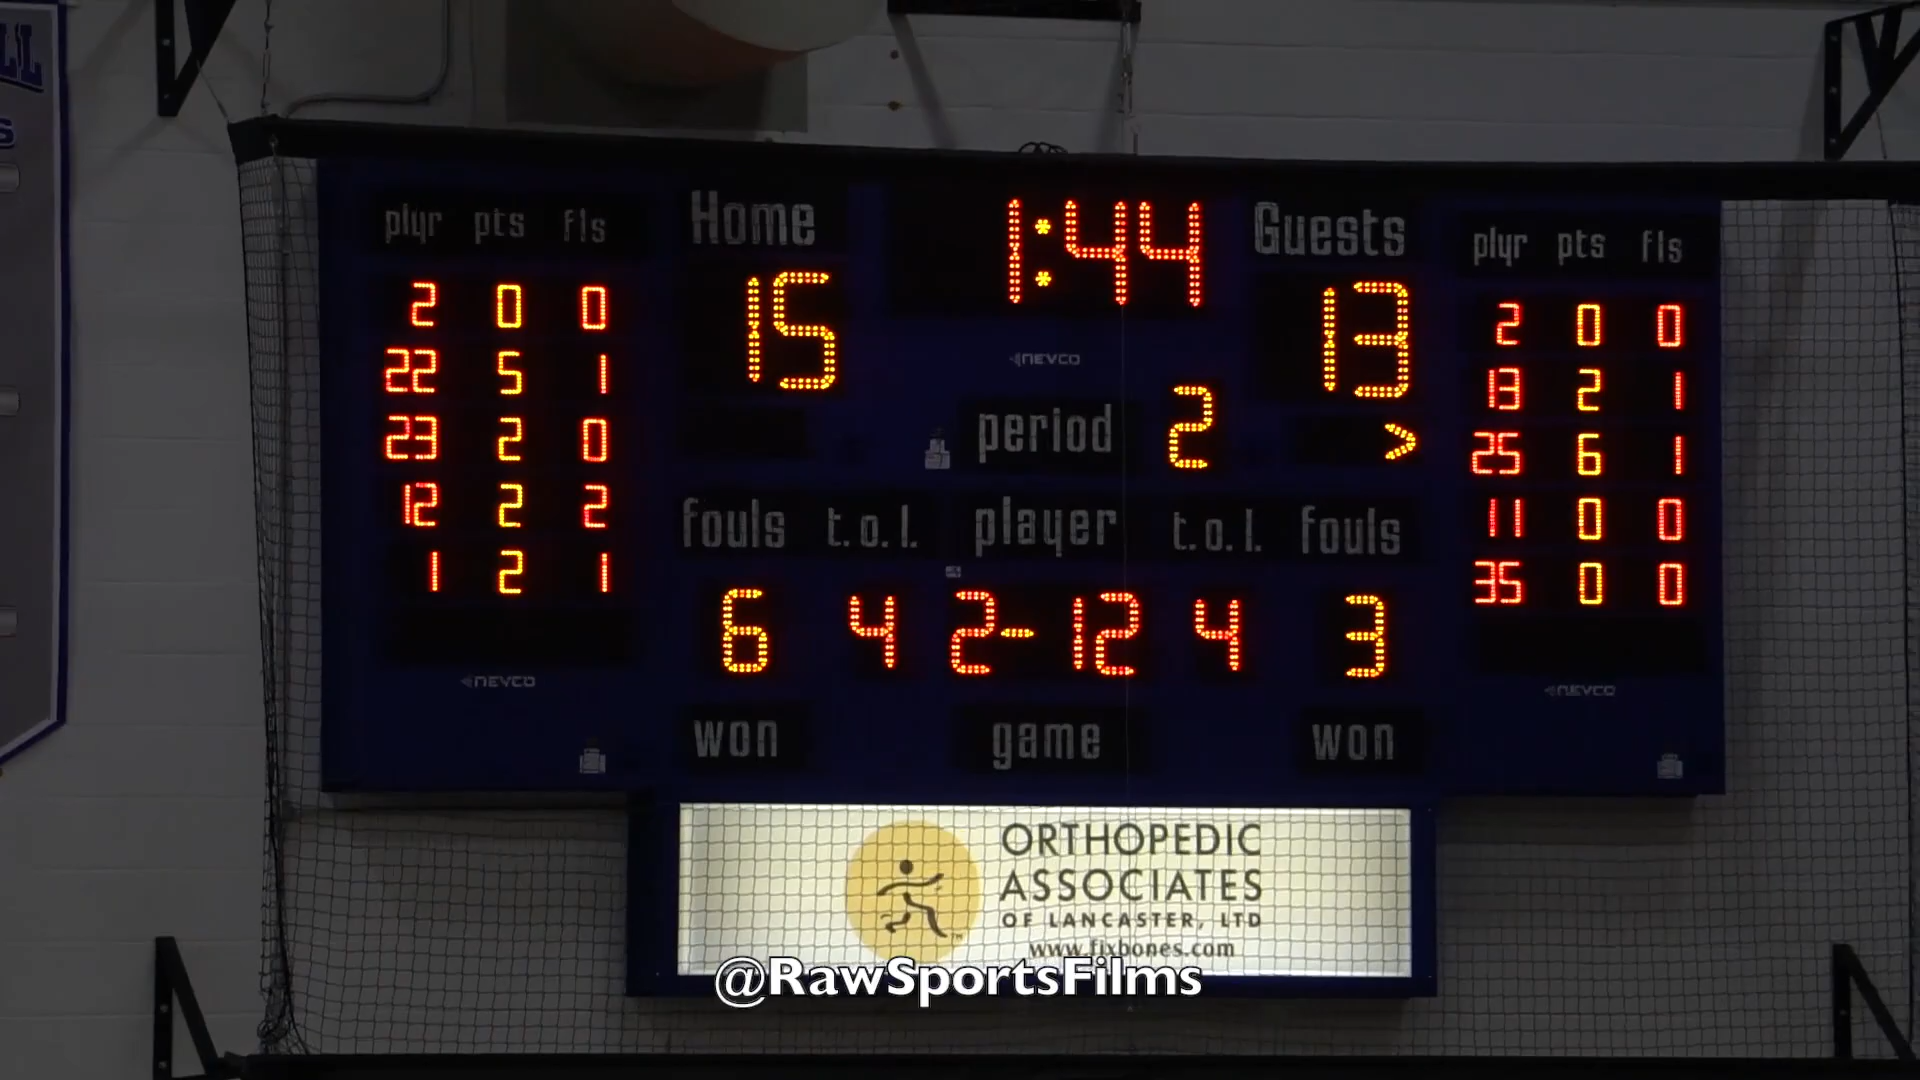 LL
S
plyr pts fls
2 0 0
22 5 1
23 2 0
12 2 2
1 2 1
NEVCO
Home 1:44 Guests
15 13
NEVCO
period 2 >
fouls t.o.l. player t.o.l. fouls
6 4 2- 12 4 3
won game won
plyr pts fls
2 0 0
13 2 1
25 6 1
11 0 0
35 0 0
NEVCO
ORTHOPEDIC
ASSOCIATES
OF LANCASTER, LTD
www.fixbones.com
@RawSportsFilms